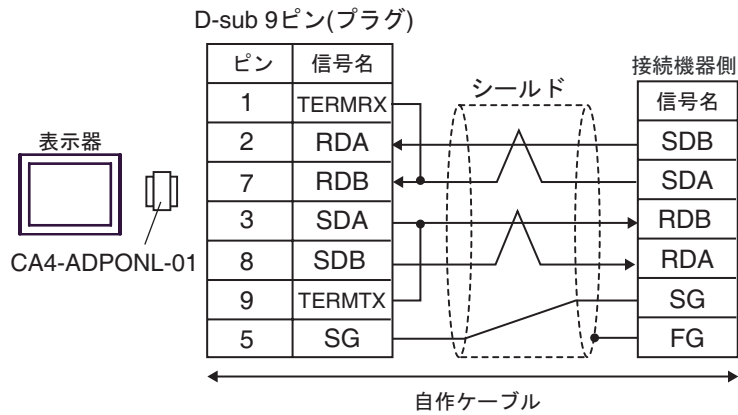 D-sub 9ピン(プラグ)
ピン 信号名
1 TERMRX
2 RDA
7 RDB
3 SDA
8 SDB
9 TERMTX
5 SG
シールド
接続機器側
信号名
SDB
SDA
RDB
RDA
SG
FG
表示器
CA4-ADPONL-01
自作ケーブル